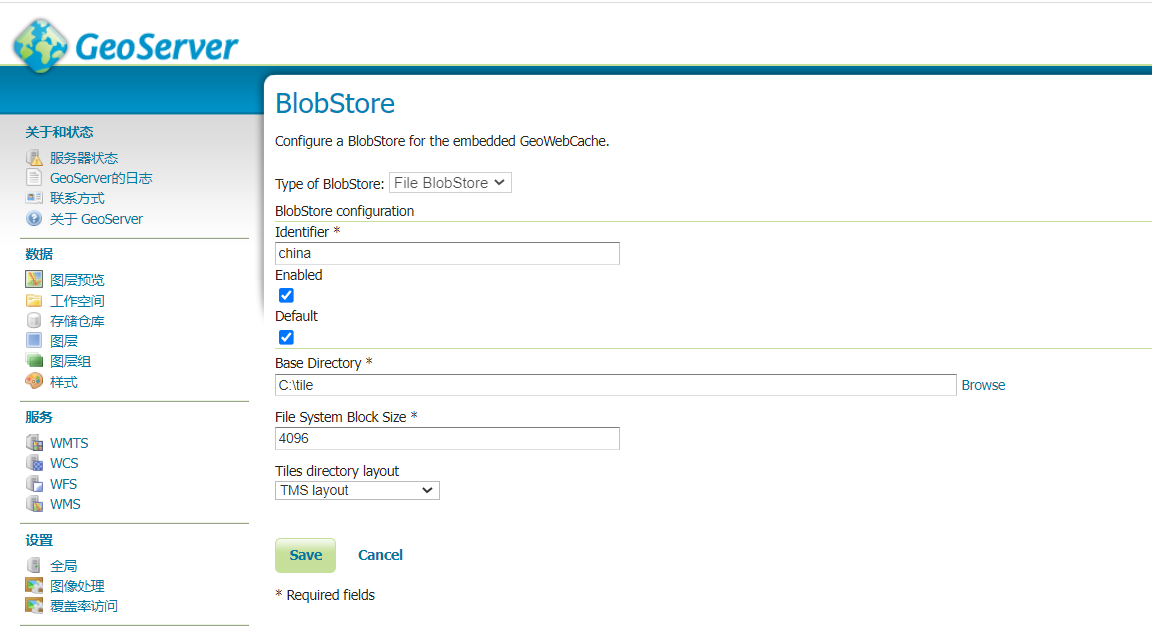 GeoServer
关于和状态
服务器状态
GeoServer的日志
联系方式
关于 GeoServer
数据
图层预览
工作空间
存储仓库
图层
图层组
样式
服务
WMTS
WCS
WFS
WMS
设置
全局
图像处理
覆盖率访问
BlobStore
Configure a BlobStore for the embedded GeoWebCache.
Type of BlobStore: File BlobStore
BlobStore configuration
Identifier *
china
Enabled
Default
Base Directory *
C:\tile Browse
File System Block Size *
4096
Tiles directory layout
TMS layout
Save Cancel
* Required fields